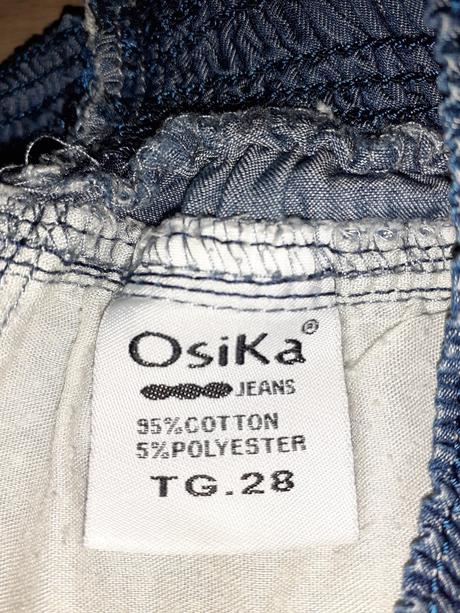 OsiKa®
JEANS
95%COTTON
5%POLYESTER
TG.28